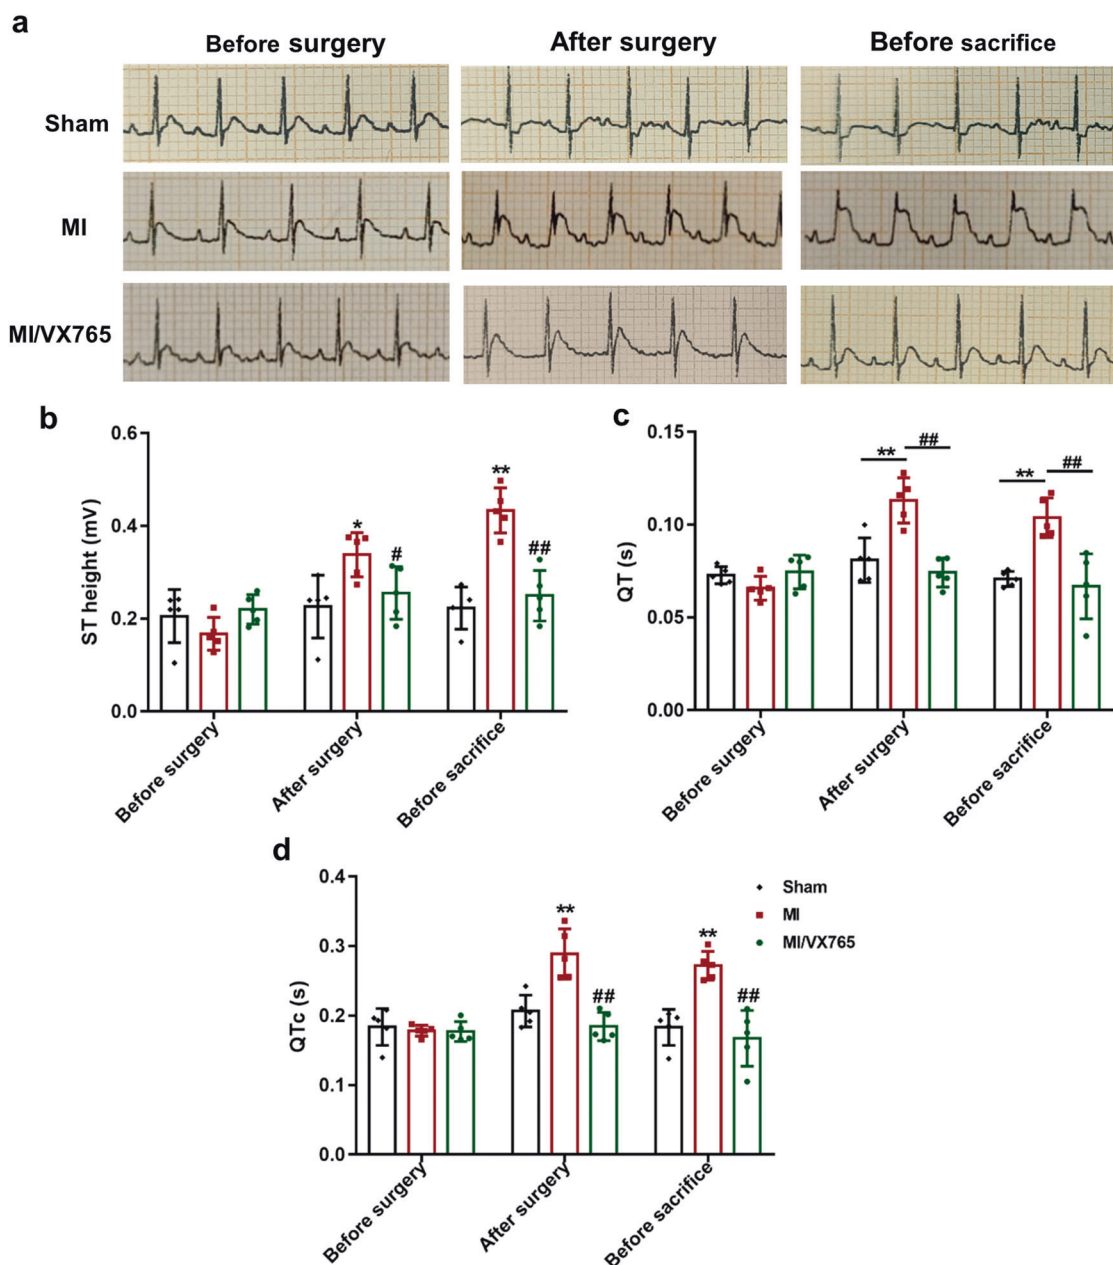 a
Before surgery
After surgery
Before sacrifice
Sham
MI
MI/VX765
b
ST height (mV)
0.6
0.4
0.2
0.0
*
#
**
##
Before surgery
After surgery
Before sacrifice
c
QT (s)
0.15
0.10
0.05
0.00
**
##
**
##
Before surgery
After surgery
Before sacrifice
d
QTc (s)
0.4
0.3
0.2
0.1
0.0
**
##
**
##
Before surgery
After surgery
Before sacrifice
Sham
MI
MI/VX765